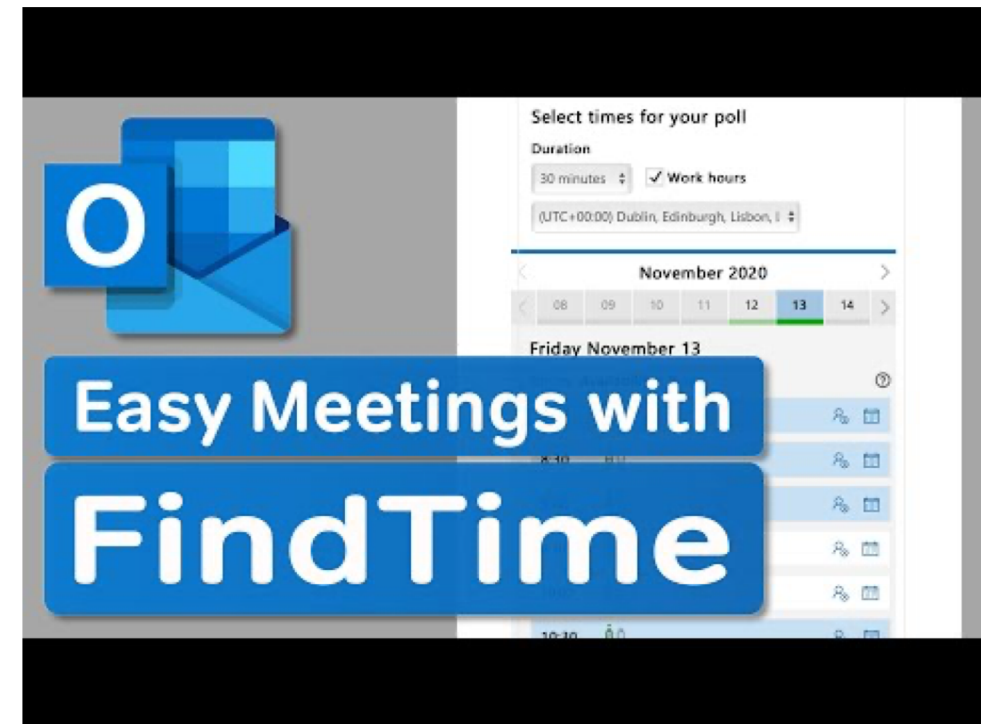 Select times for your poll
Duration
30 minutes
Work hours
(UTC+00:00) Dublin, Edinburgh, Lisbon,
November 2020
08 09 10 11 12 13 14
Friday November 13
O
Easy Meetings with
FindTime
8:30
10:30